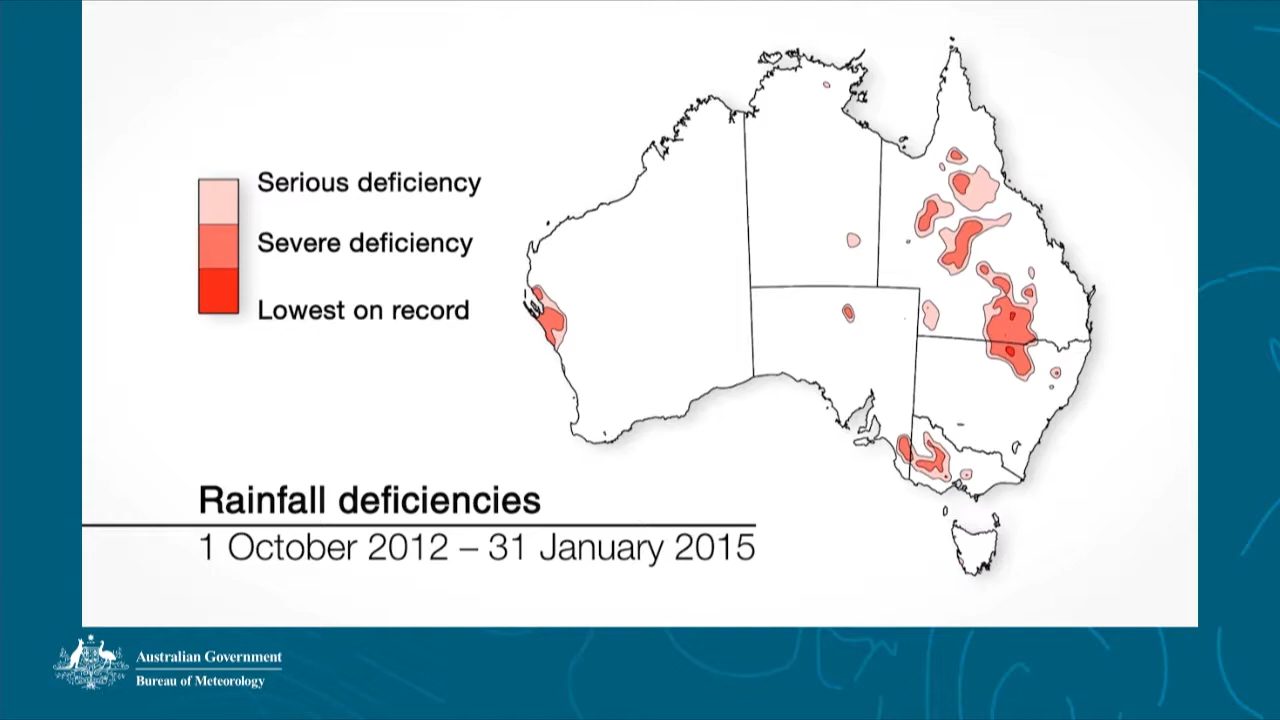 Serious deficiency
Severe deficiency
Lowest on record
Rainfall deficiencies
1 October 2012 – 31 January 2015
Australian Government
Bureau of Meteorology